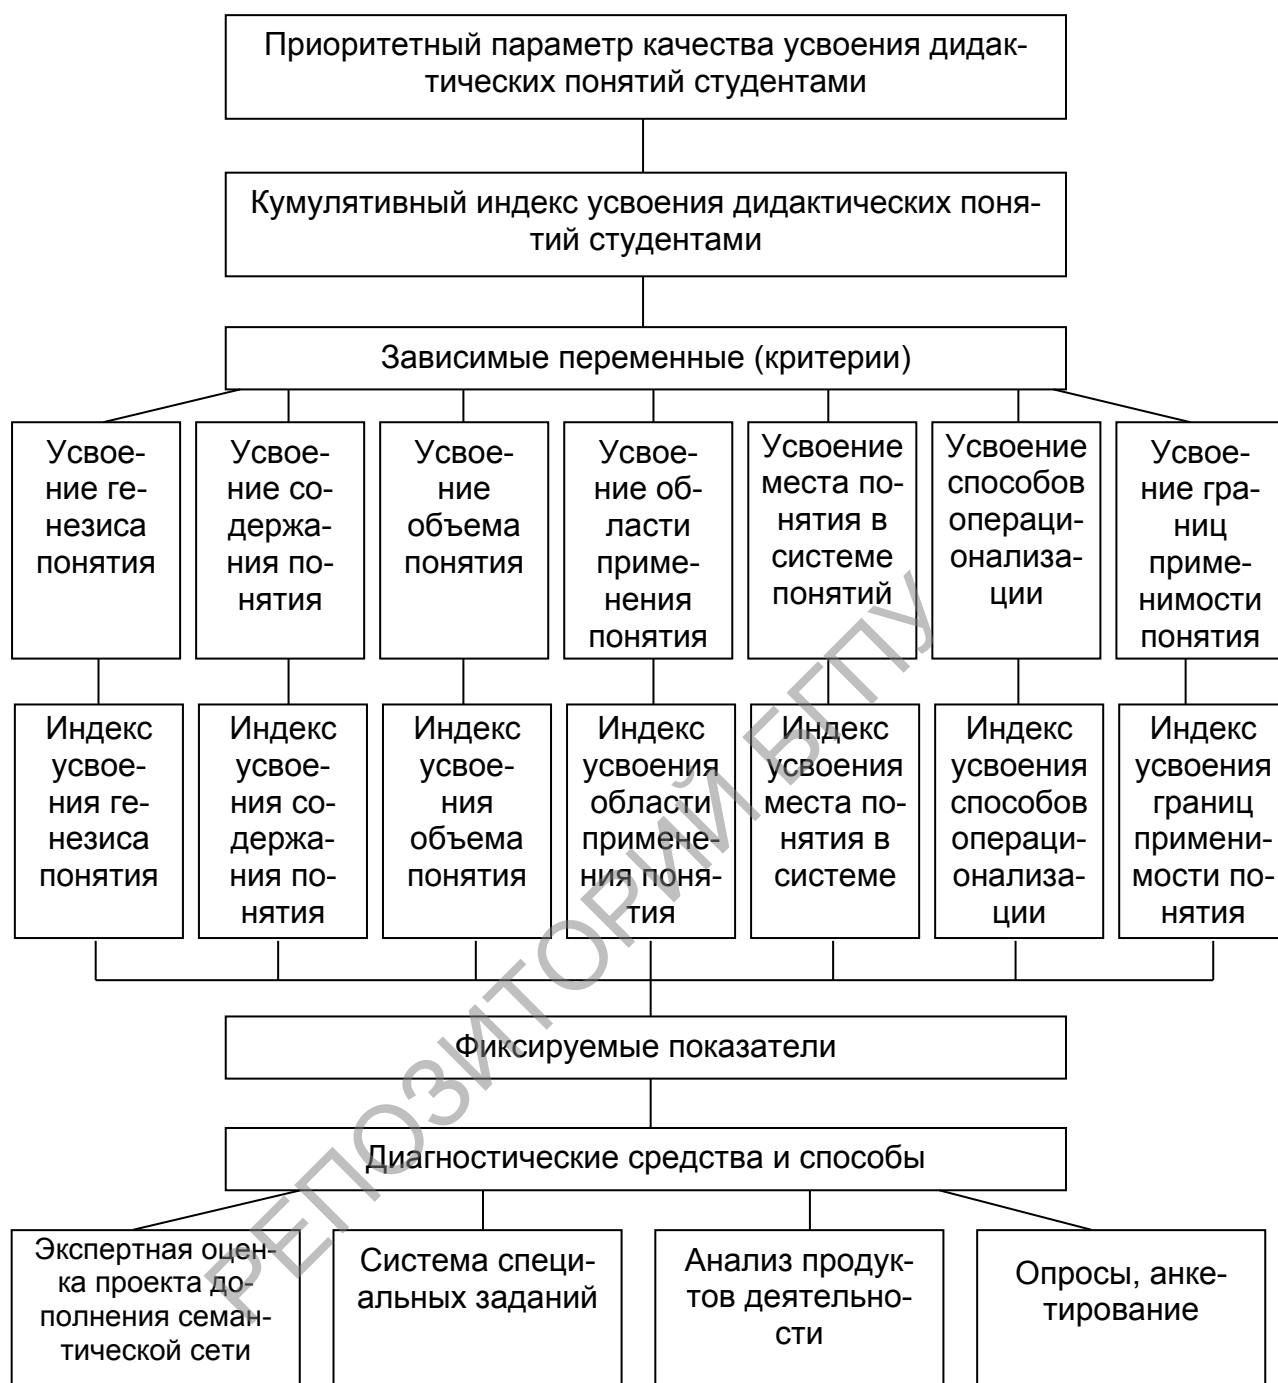 Приоритетный параметр качества усвоения дидак-
тических понятий студентами
Кумулятивный индекс усвоения дидактических поня-
тий студентами
Зависимые переменные (критерии)
Усвое-
ние ге-
незиса
понятия
Усвое-
ние со-
держа-
ния по-
нятия
Усвое-
ние
объема
понятия
Усвое-
ние об-
ласти
приме-
нения
понятия
Усвоение
места по-
нятия в
системе
понятий
Усвоение
способов
операци-
онализа-
ции
Усвое-
ние гра-
ниц
приме-
нимости
понятия
Индекс
усвое-
ния ге-
незиса
понятия
Индекс
усвое-
ния со-
держа-
ния по-
нятия
Индекс
усвое-
ния
объема
понятия
Индекс
усвоения
области
примене-
ния поня-
тия
Индекс
усвоения
места по-
нятия в
системе
Индекс
усвоения
способов
операци-
онализа-
ции
Индекс
усвоения
границ
примени-
мости по-
нятия
Фиксируемые показатели
Диагностические средства и способы
Экспертная оцен-
ка проекта до-
полнения семан-
тической сети
Система специ-
альных заданий
Анализ продук-
тов деятельно-
сти
Опросы, анке-
тирование
РЕПОЗИТОРИЙ БГПУ